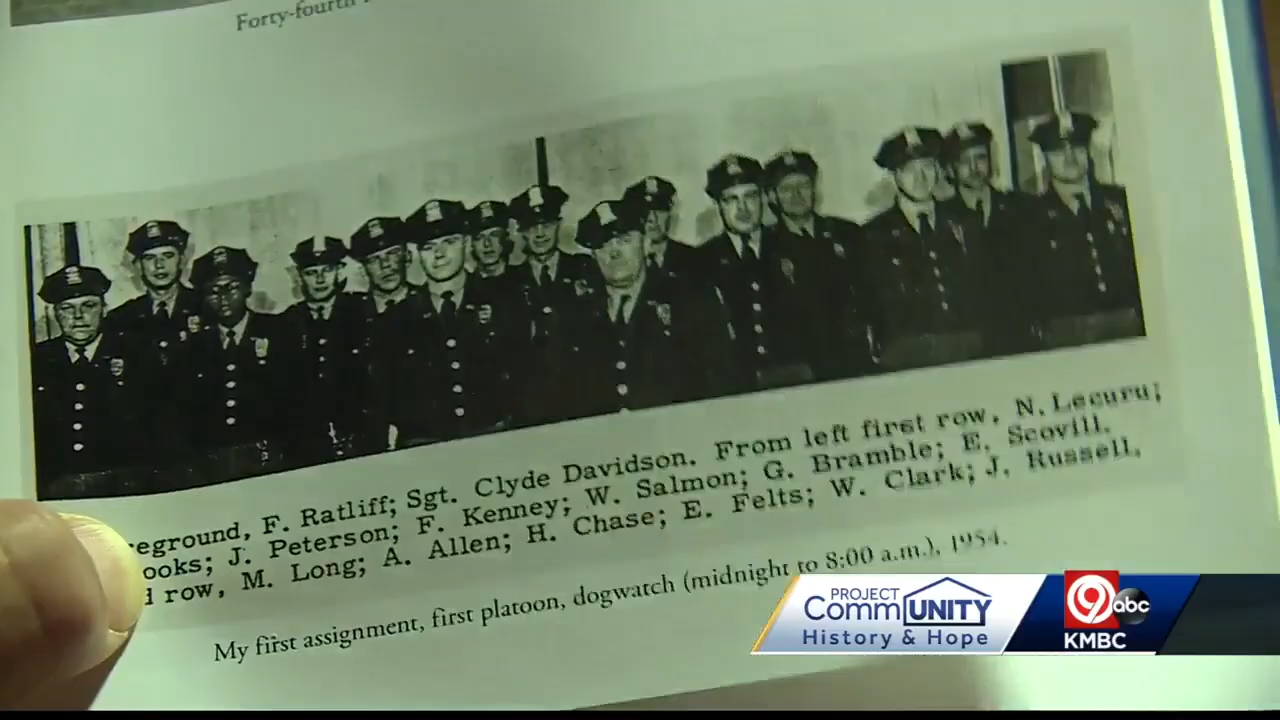 Forty-fourth
eground, F. Ratliff; Sgt. Clyde Davidson. From left first row, N. Lecuru;
ooks; J. Peterson; F. Kenney; W. Salmon; G. Bramble; E. Scovill.
d row, M. Long; A. Allen; H. Chase; E. Felts; W. Clark; J. Russell.
My first assignment, first platoon, dogwatch (midnight to 8:00 a.m.), 1954.
PROJECT
CommUNITY
History & Hope
9 abc
KMBC